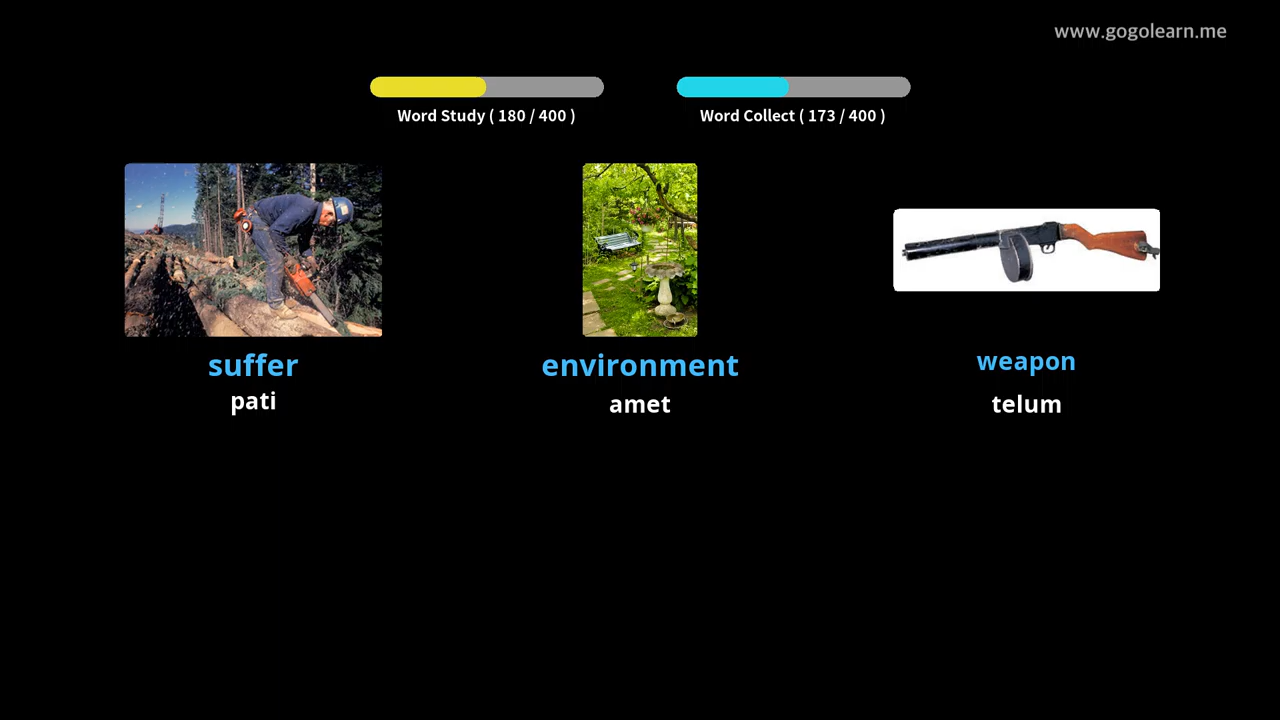 www.gogolearn.me
Word Study ( 180 / 400 )
Word Collect ( 173 / 400 )
suffer
pati
environment
amet
weapon
telum